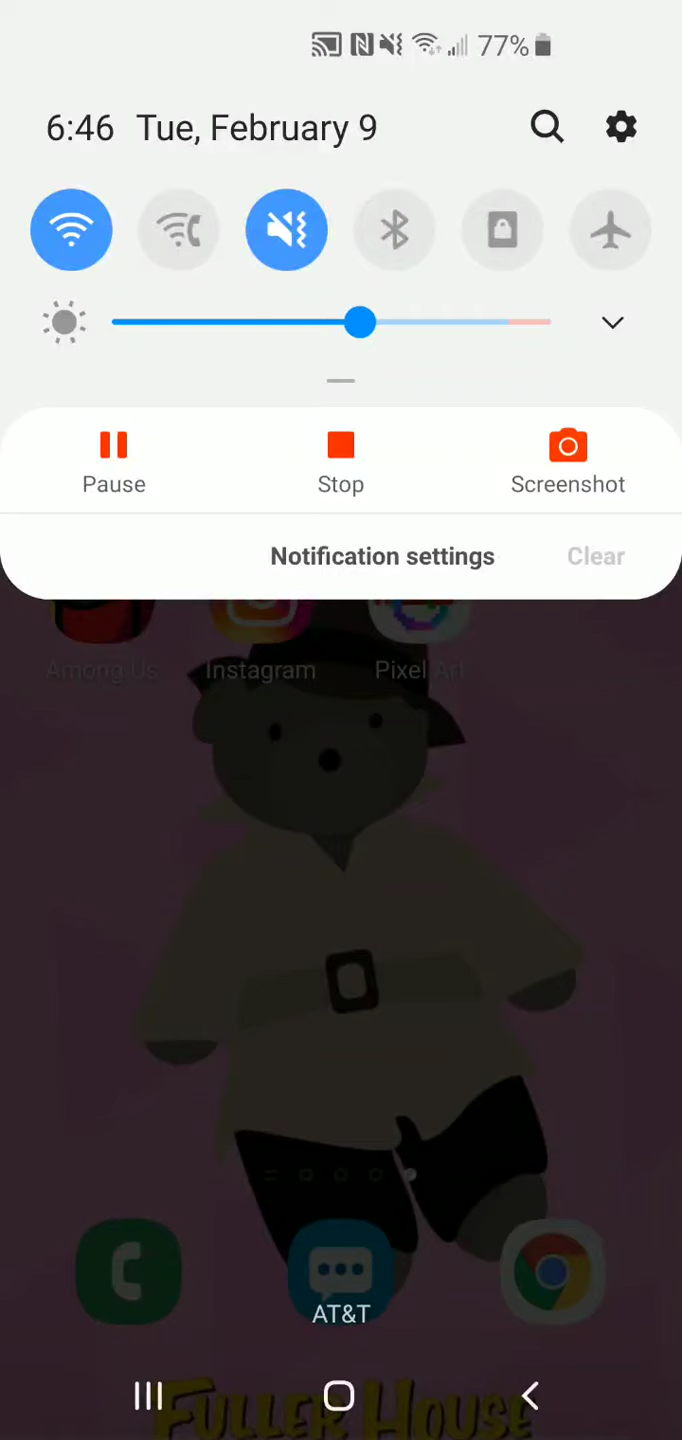 77%
6:46 Tue, February 9
Pause Stop Screenshot
Notification settings Clear
Among Us Instagram Pixel Art
AT&T
FULLER HOUSE